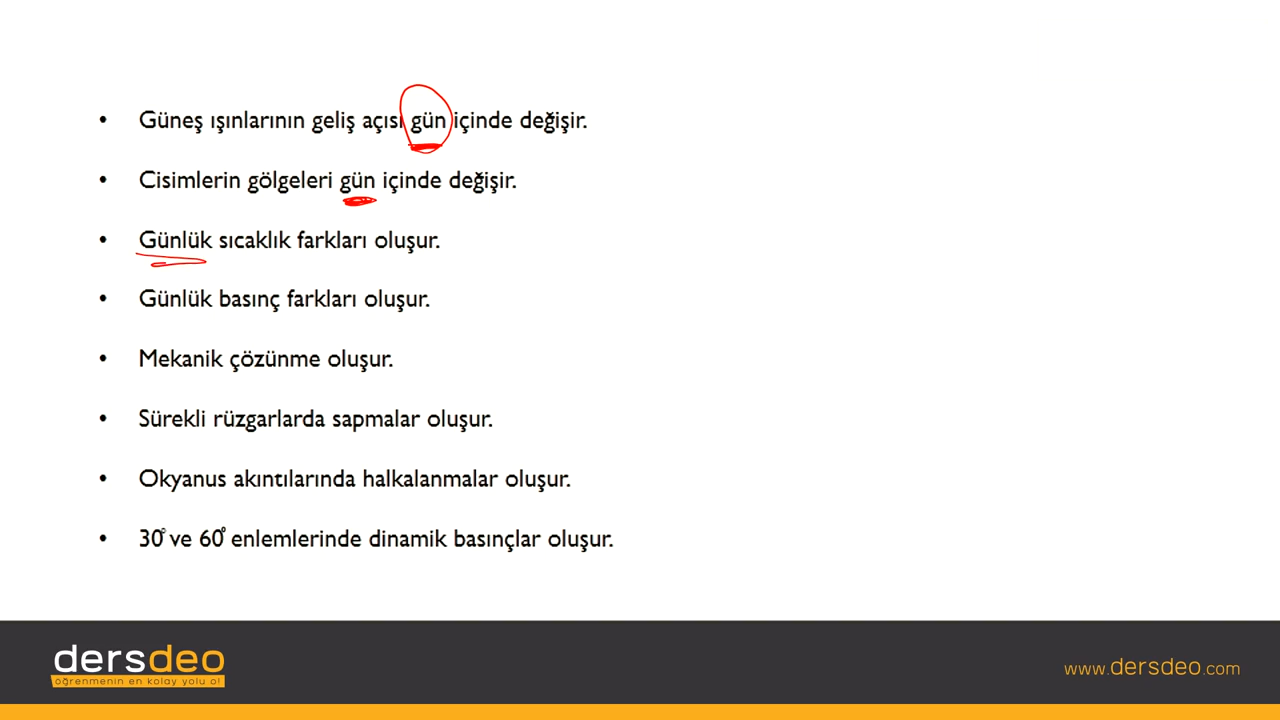 • Güneş ışınlarının geliş açısı gün içinde değişir.
• Cisimlerin gölgeleri gün içinde değişir.
• Günlük sıcaklık farkları oluşur.
• Günlük basınç farkları oluşur.
• Mekanik çözünme oluşur.
• Sürekli rüzgarlarda sapmalar oluşur.
• Okyanus akıntılarında halkalanmalar oluşur.
• 30° ve 60° enlemlerinde dinamik basınçlar oluşur.
dersdeo
öğrenmenin en kolay yolu o!
www.dersdeo.com